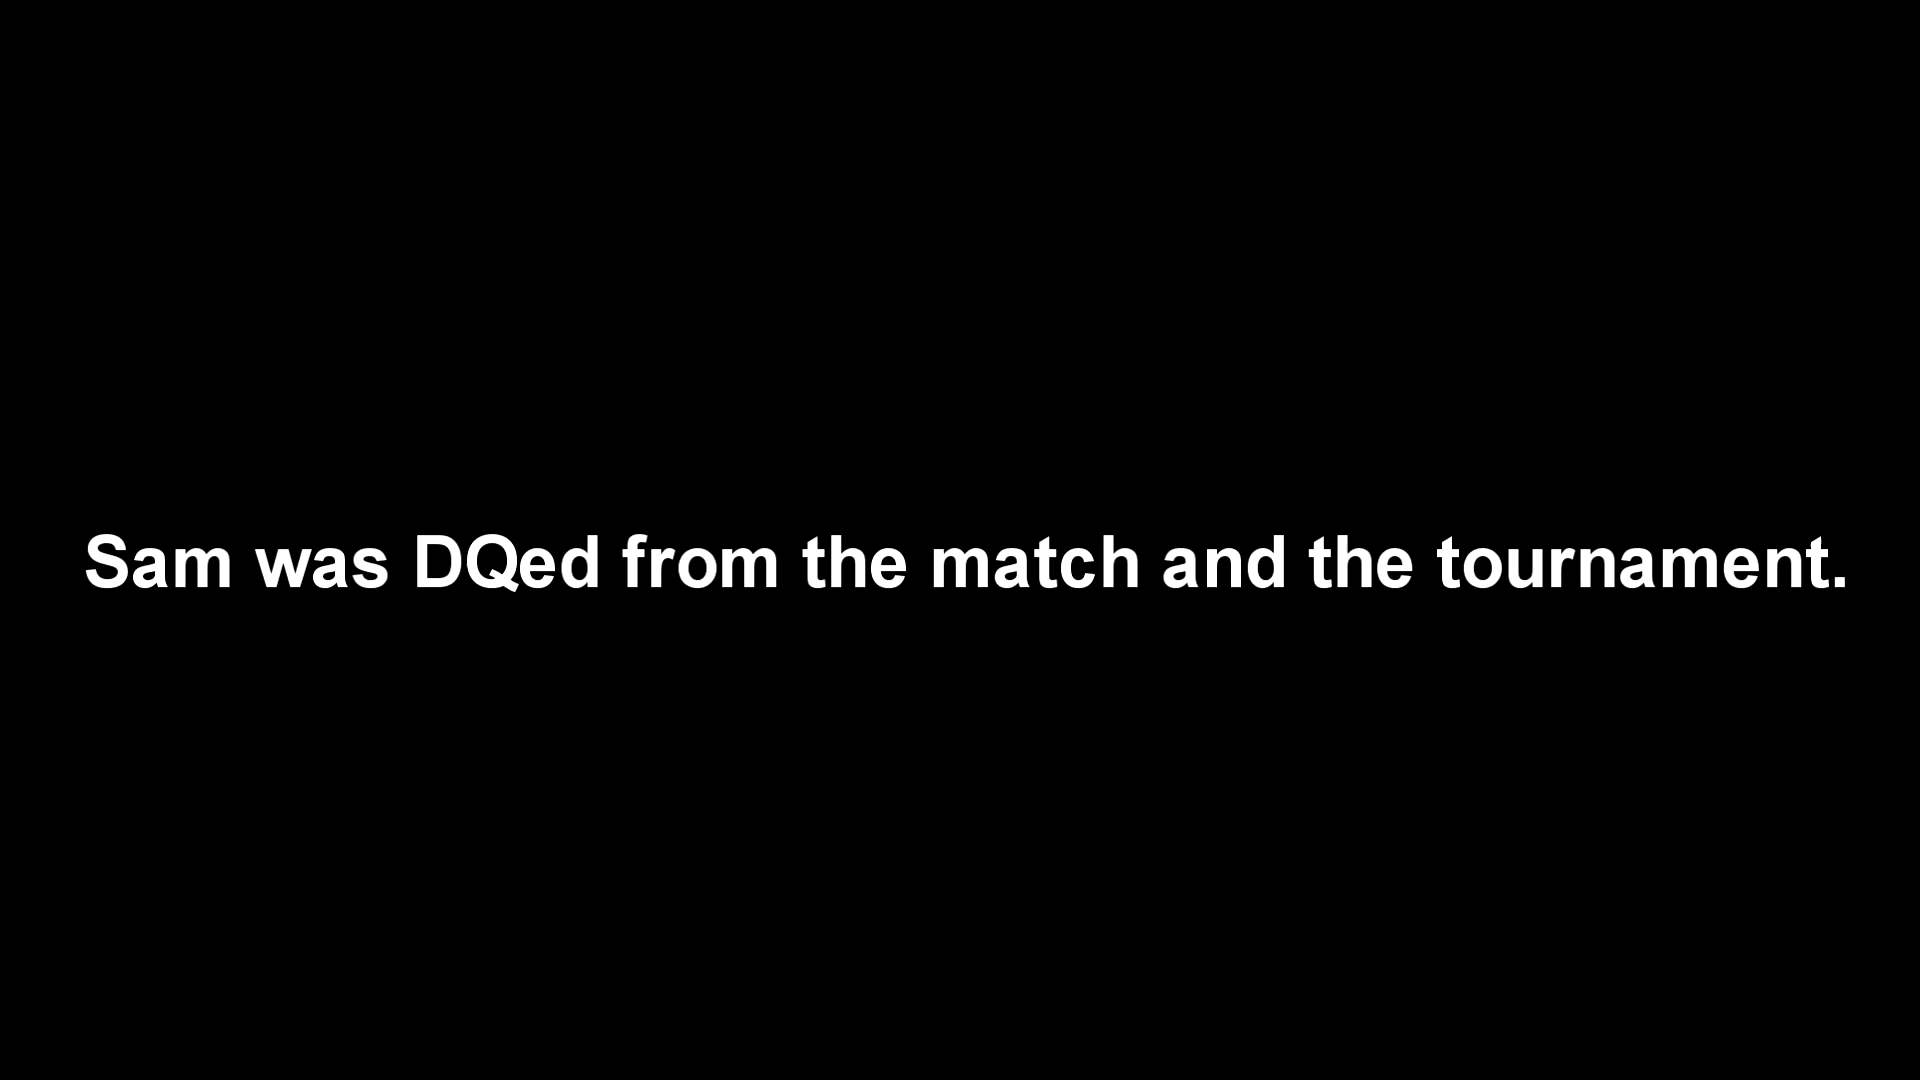 Sam was DQed from the match and the tournament.